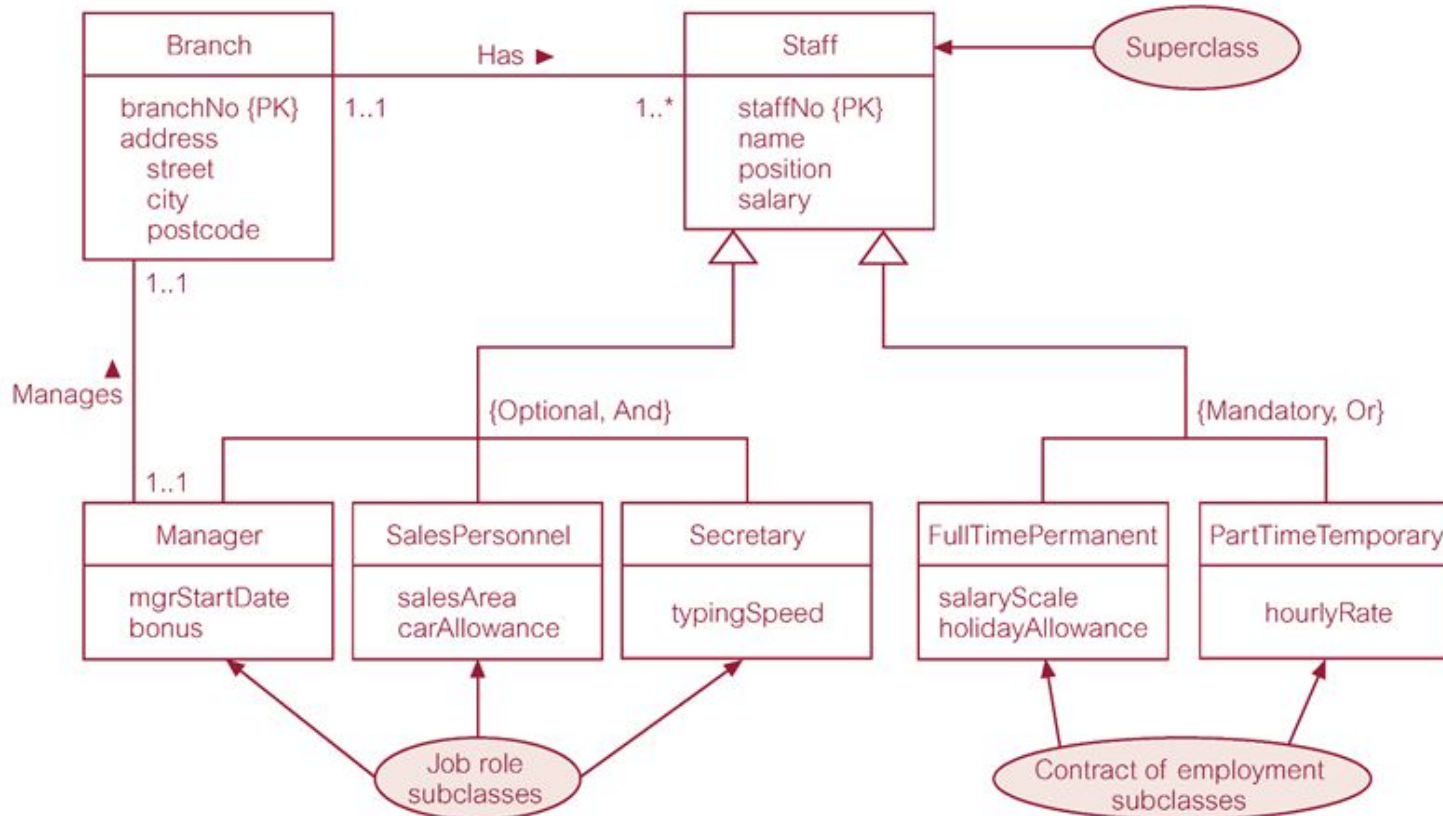 Branch
Has ►
Staff
Superclass
branchNo {PK}
address
street
city
postcode
1..1
1..*
staffNo {PK}
name
position
salary
1..1
Manages ▲
{Optional, And}
{Mandatory, Or}
1..1
Manager
SalesPersonnel
Secretary
FullTimePermanent
PartTimeTemporary
mgrStartDate
bonus
salesArea
carAllowance
typingSpeed
salaryScale
holidayAllowance
hourlyRate
Job role
subclasses
Contract of employment
subclasses